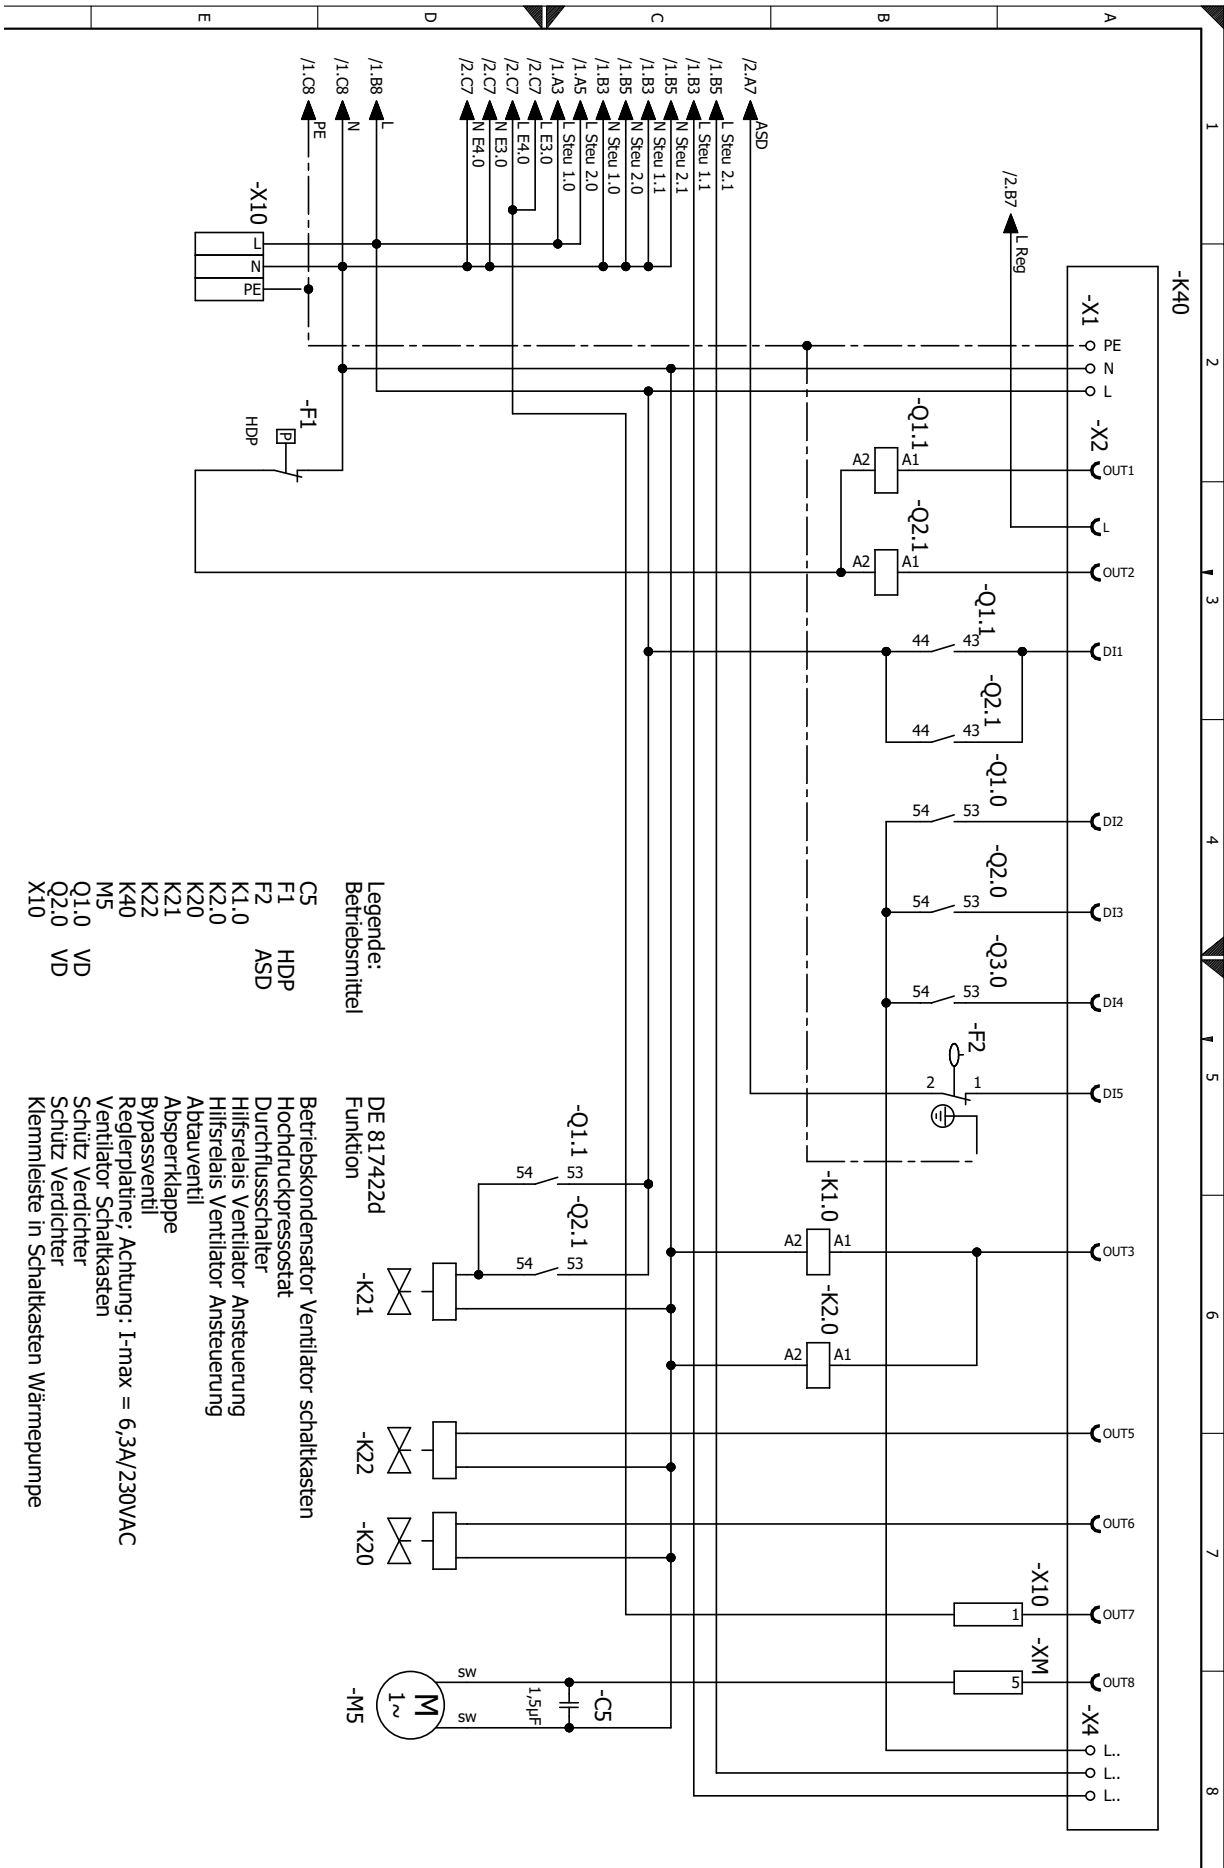 1
2
3
4
5
6
7
8
A
B
C
D
E
-K40
-X1
PE
N
L
-X2
OUT1
L
OUT2
DI1
DI2
DI3
DI4
DI5
OUT3
OUT5
OUT6
OUT7
OUT8
-X4
L..
L..
L..
/2.B7
L Reg
/2.A7
ASD
/1.B5
L Steu 2.1
/1.B3
L Steu 1.1
/1.B5
N Steu 2.1
/1.B3
N Steu 1.1
/1.B5
N Steu 2.0
/1.B3
N Steu 1.0
/1.A5
L Steu 2.0
/1.A3
L Steu 1.0
/2.C7
L E3.0
/2.C7
L E4.0
/2.C7
N E3.0
/2.C7
N E4.0
/1.B8
L
/1.C8
N
/1.C8
PE
-X10
L
N
PE
-F1
P
HDP
-Q1.1
A2
A1
-Q2.1
A2
A1
-Q1.1
44
43
-Q2.1
44
43
-Q1.0
54
53
-Q2.0
54
53
-Q3.0
54
53
-F2
2
1
-K1.0
A2
A1
-K2.0
A2
A1
-Q1.1
54
53
-Q2.1
54
53
-K21
-K22
-K20
-X10
1
-XM
5
-C5
1,5µF
sw
sw
M
1~
-M5
Legende: DE 817422d
Betriebsmittel Funktion
C5 Betriebskondensator Ventilator schaltkasten
F1 HDP Hochdruckpressostat
F2 ASD Durchflussschalter
K1.0 Hilfsrelais Ventilator Ansteuerung
K2.0 Hilfsrelais Ventilator Ansteuerung
K20 Abtauventil
K21 Absperrklappe
K22 Bypassventil
K40 Reglerplatine; Achtung: I-max = 6,3A/230VAC
M5 Ventilator Schaltkasten
Q1.0 VD Schütz Verdichter
Q2.0 VD Schütz Verdichter
X10 Klemmleiste in Schaltkasten Wärmepumpe